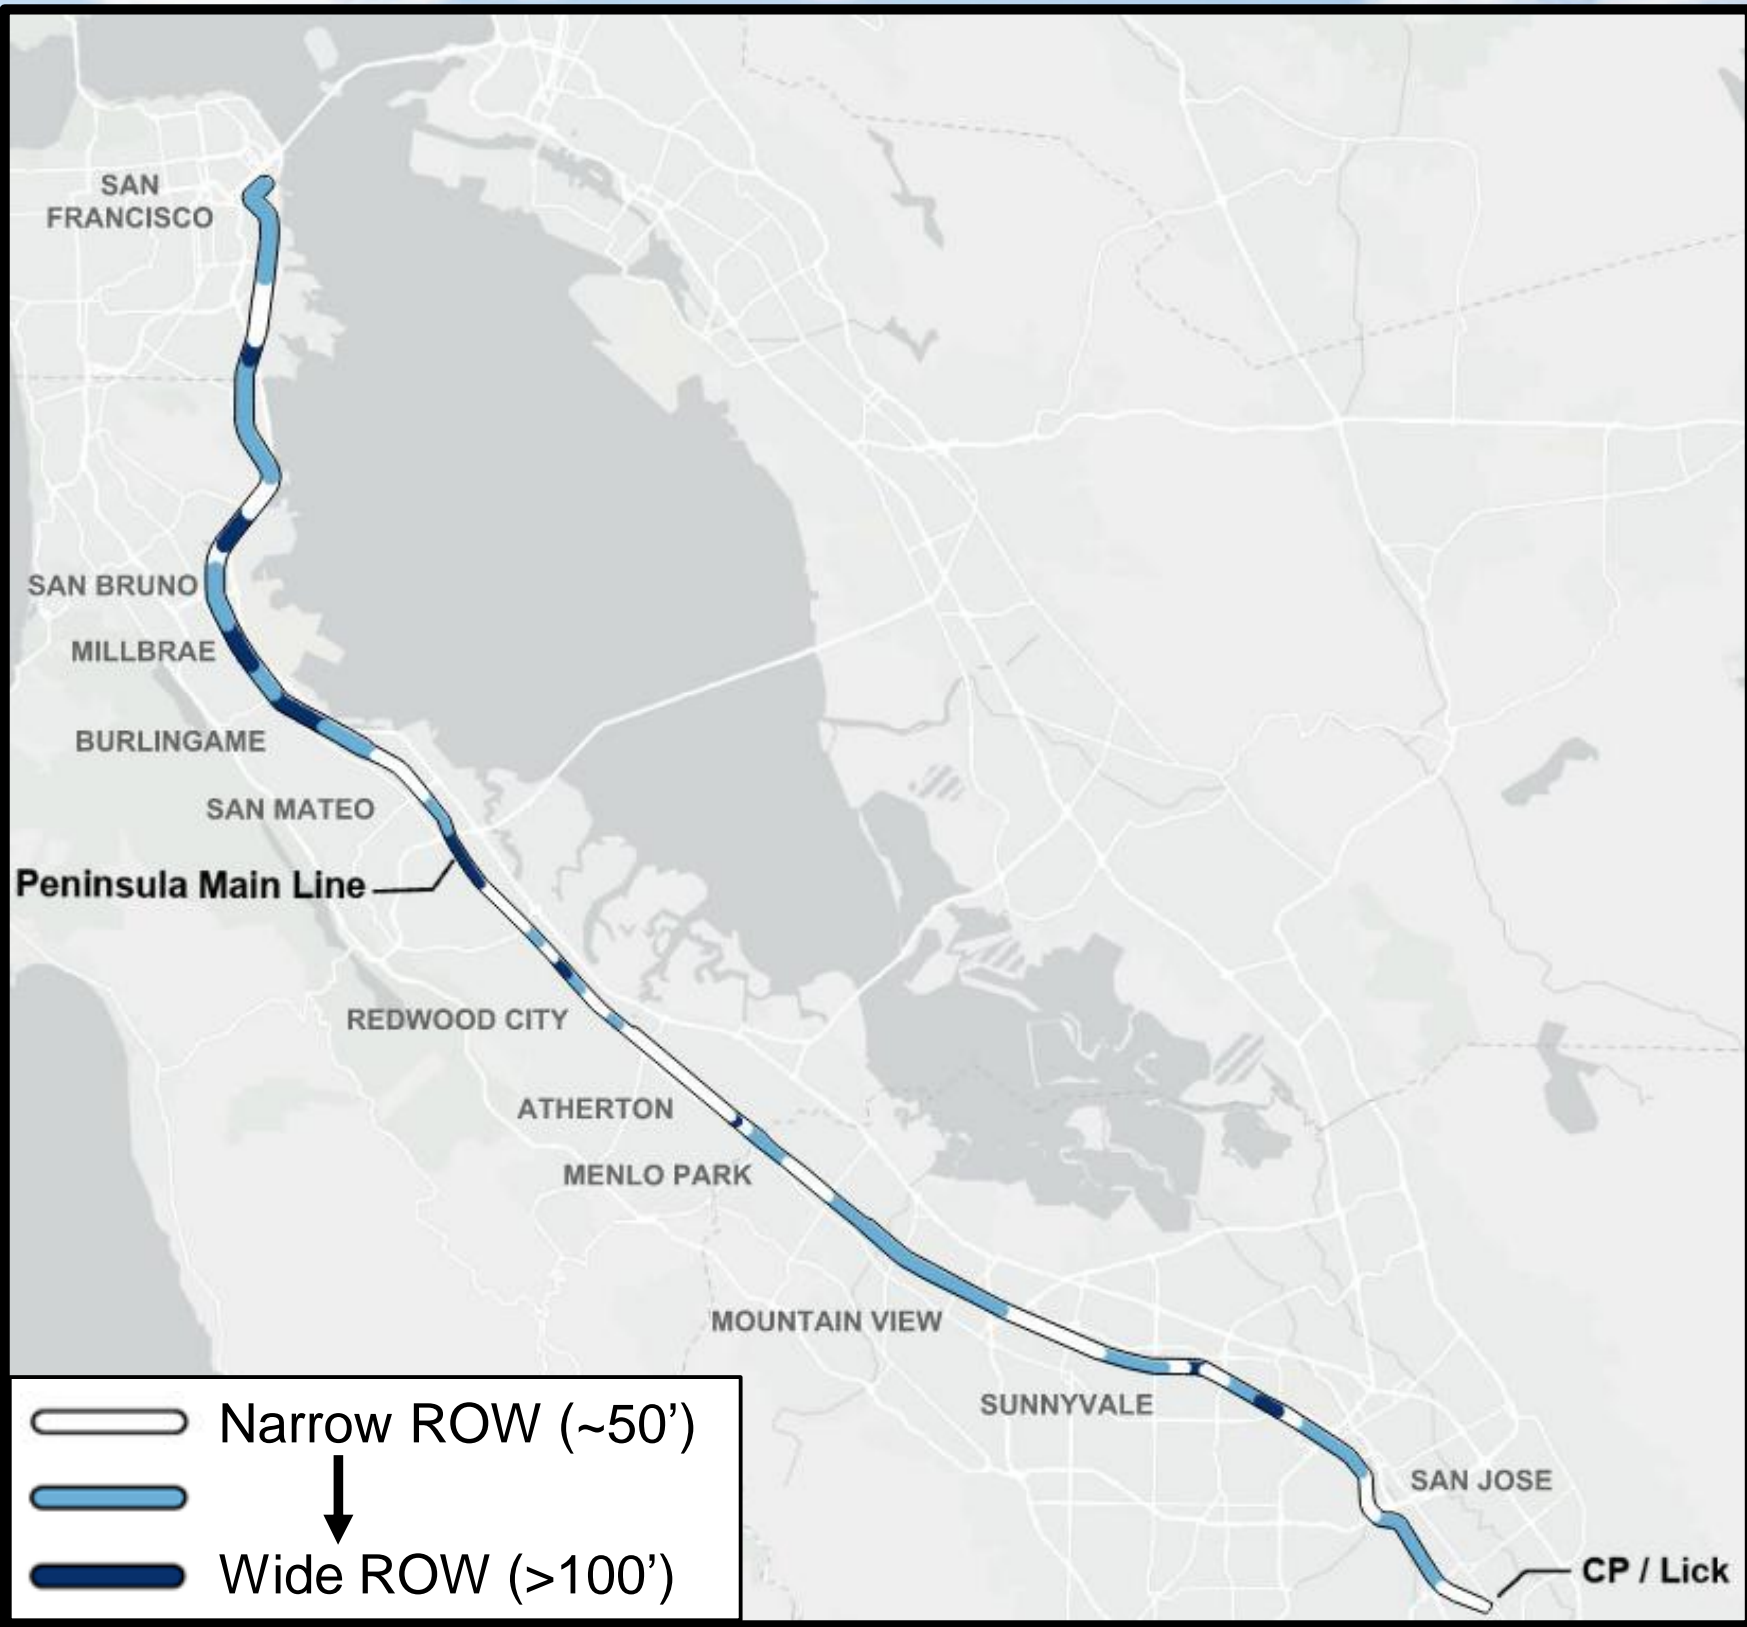 SAN
FRANCISCO
SAN BRUNO
MILLBRAE
BURLINGAME
SAN MATEO
Peninsula Main Line
REDWOOD CITY
ATHERTON
MENLO PARK
MOUNTAIN VIEW
SUNNYVALE
SAN JOSE
CP / Lick
Narrow ROW (~50’)
Wide ROW (>100’)